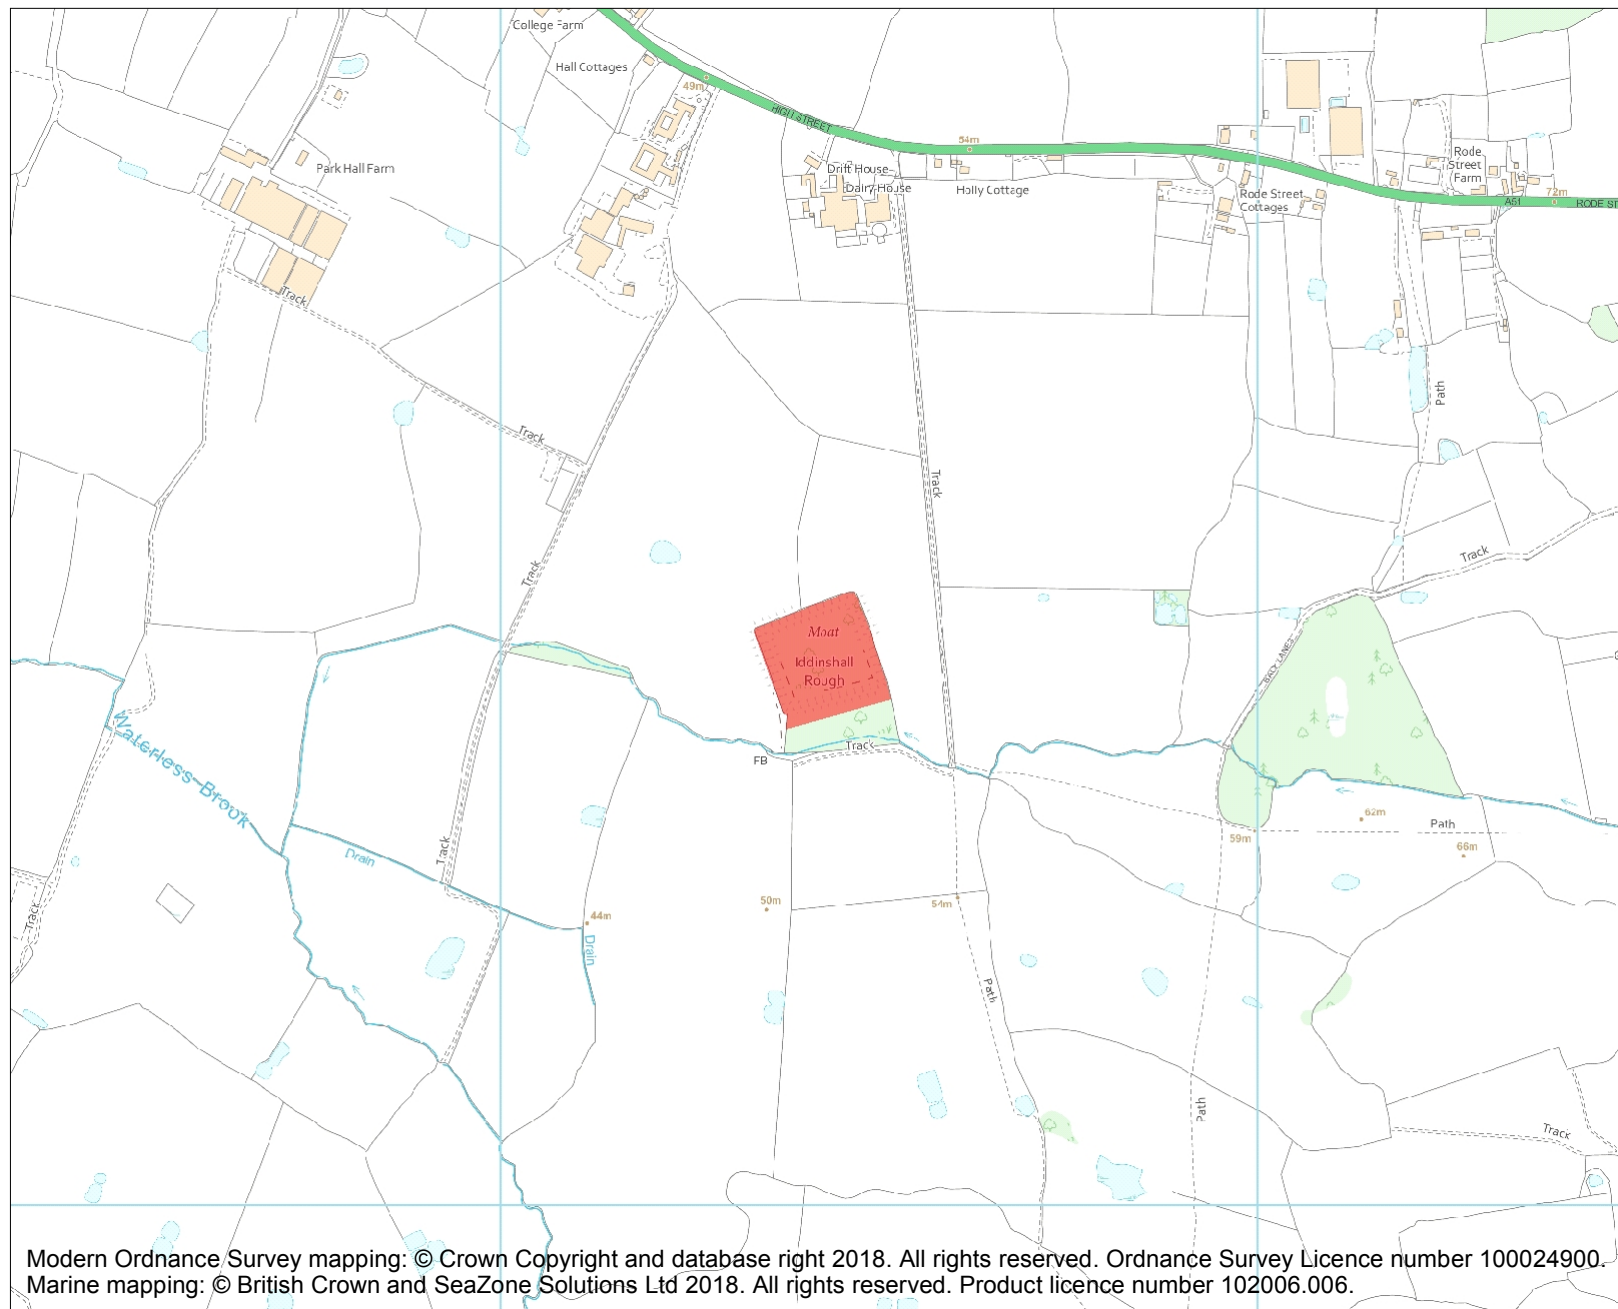 College Farm
Hall Cottages
49m
HIGH STREET
54m
Park Hall Farm
Drift House
Dairy House
Holly Cottage
Rode Street
Cottages
Rode
Street
Farm
72m
A51
RODE ST
Track
Track
Track
Path
Track
Track
Moat
Iddinshall
Rough
Track
FB
Waterless Brook
Drain
Track
Track
44m
Drain
50m
54m
59m
62m
Path
66m
Path
Path
Track
Modern Ordnance Survey mapping: © Crown Copyright and database right 2018. All rights reserved. Ordnance Survey Licence number 100024900.
Marine mapping: © British Crown and SeaZone Solutions Ltd 2018. All rights reserved. Product licence number 102006.006.